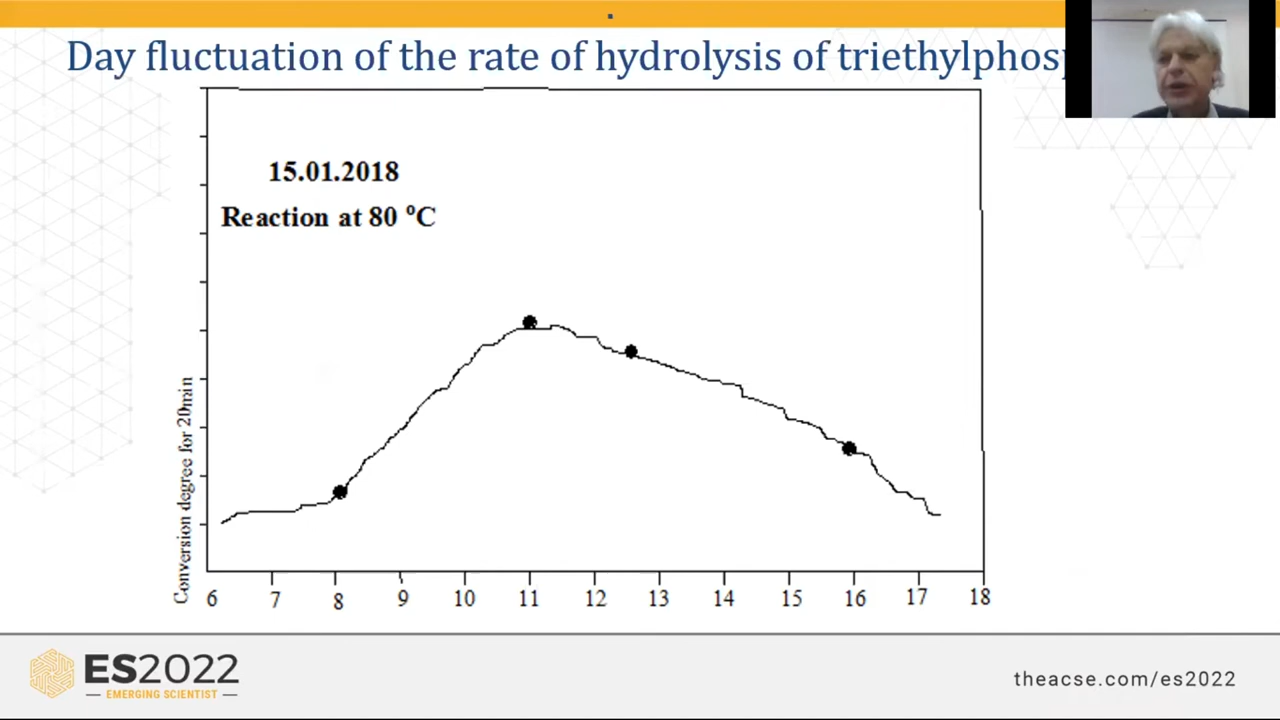 Day fluctuation of the rate of hydrolysis of
15.01.2018
Reaction at 80 °C
Conversion degree for 20min
6 7 8 9 10 11 12 13 14 15 16 17 18
ES2022
EMERGING SCIENTIST
theacse.com/es2022